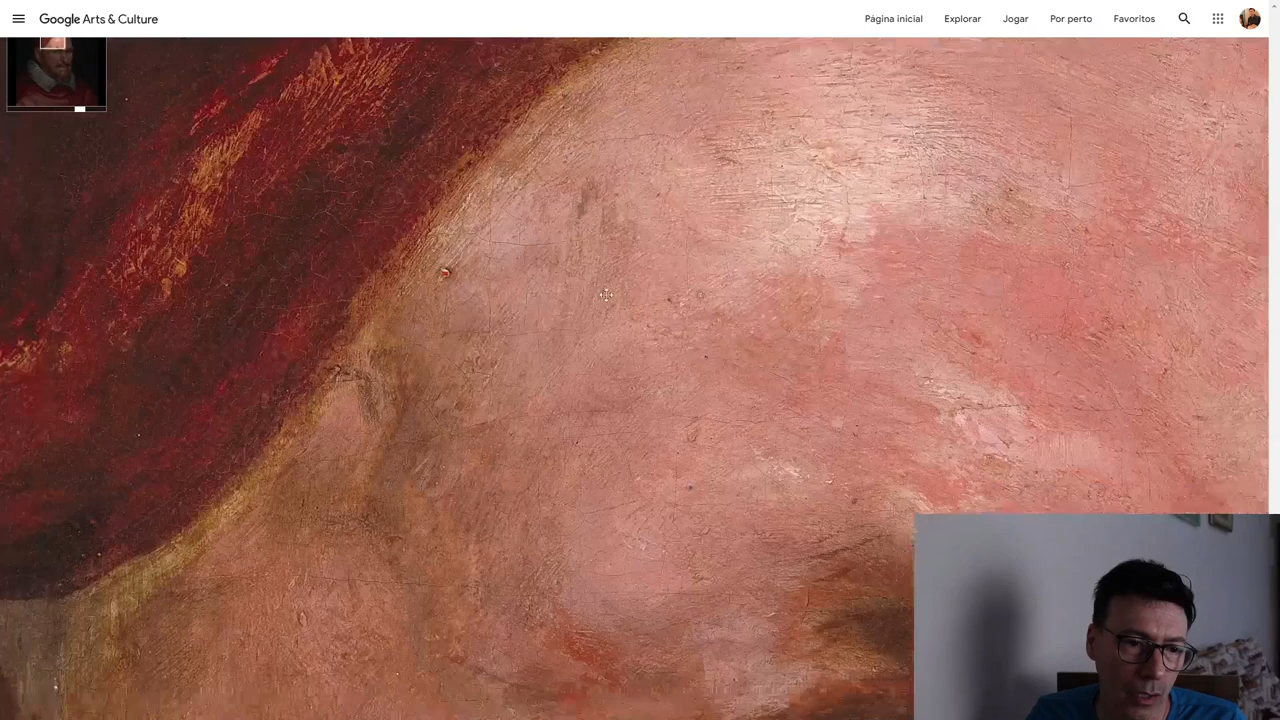 Google Arts & Culture
Página inicial
Explorar
Jogar
Por perto
Favoritos